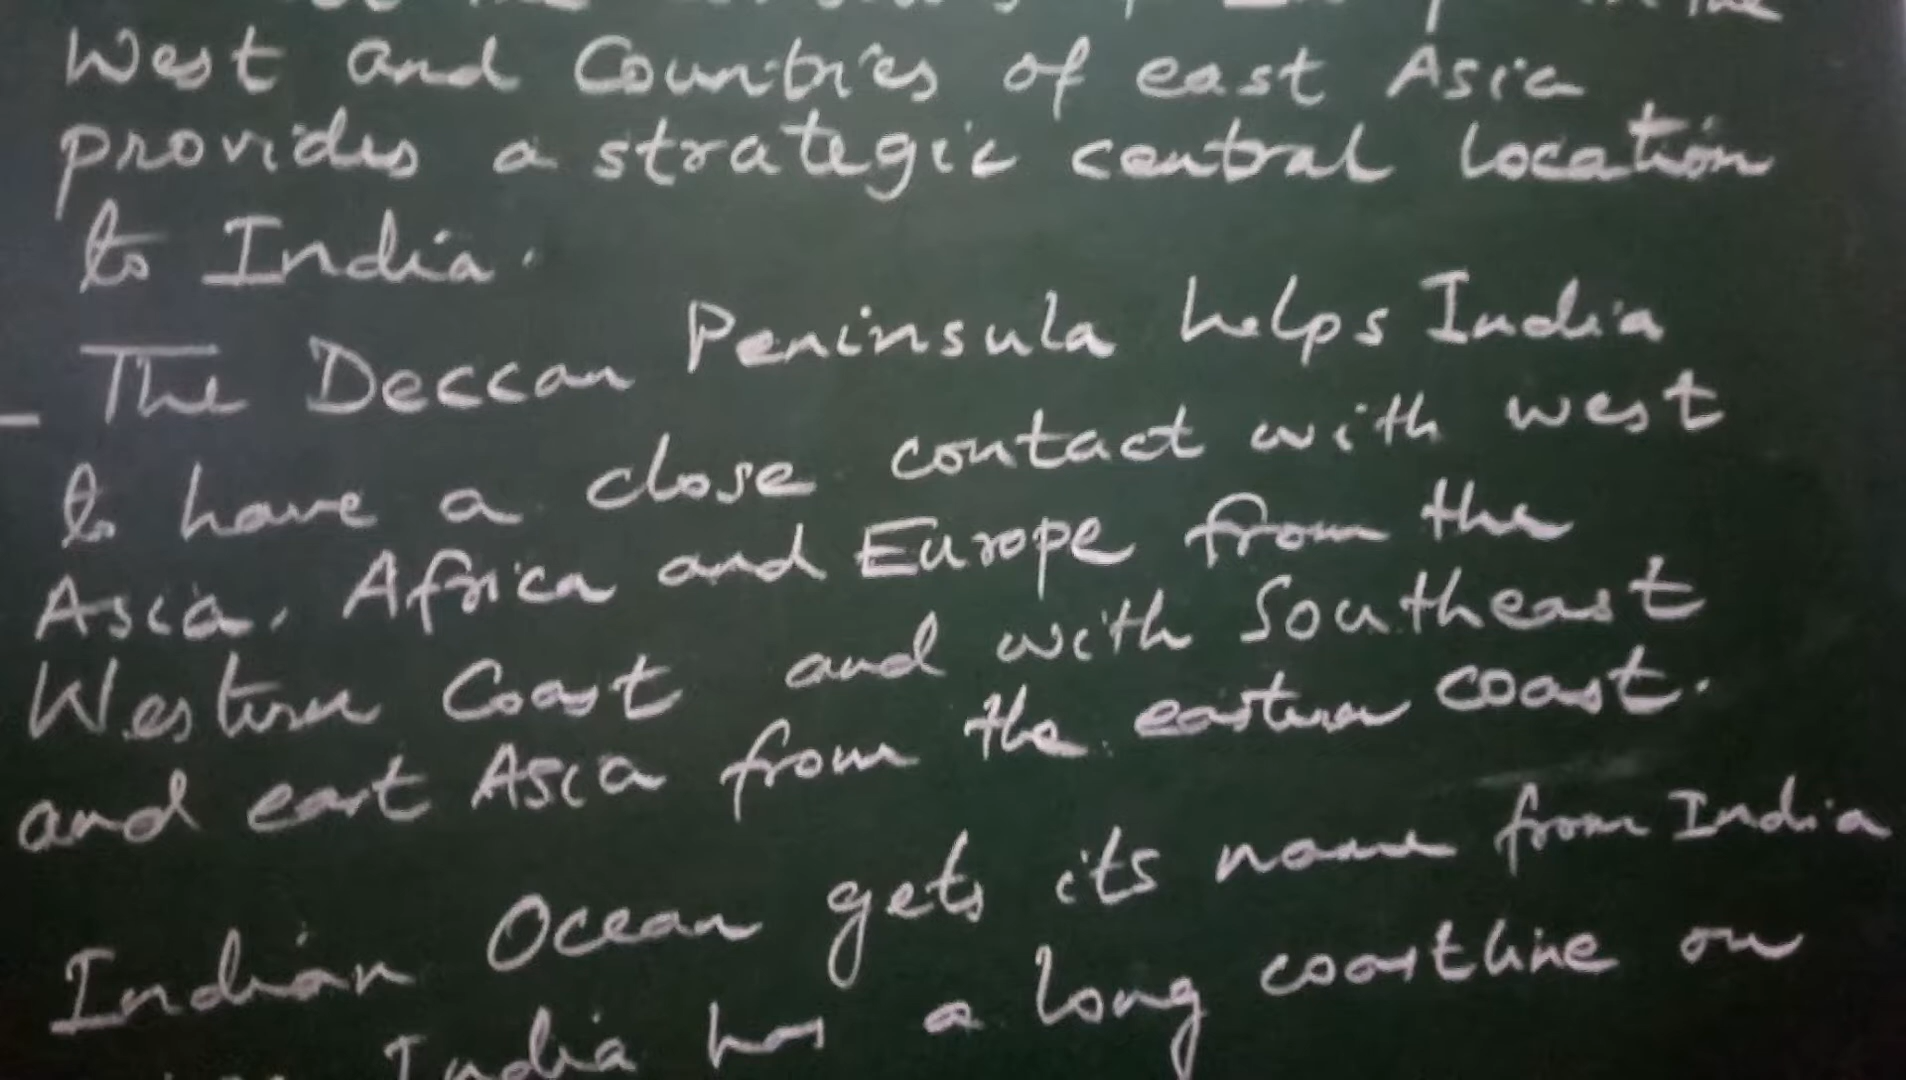 the
West and Countries of east Asia
provides a strategic central location
to India.
- The Deccan Peninsula helps India
to have a close contact with west
Asia, Africa and Europe from the
Western Coast and with Southeast
and east Asia from the eastern coast.
Indian Ocean gets its name from India
India has a long coastline on